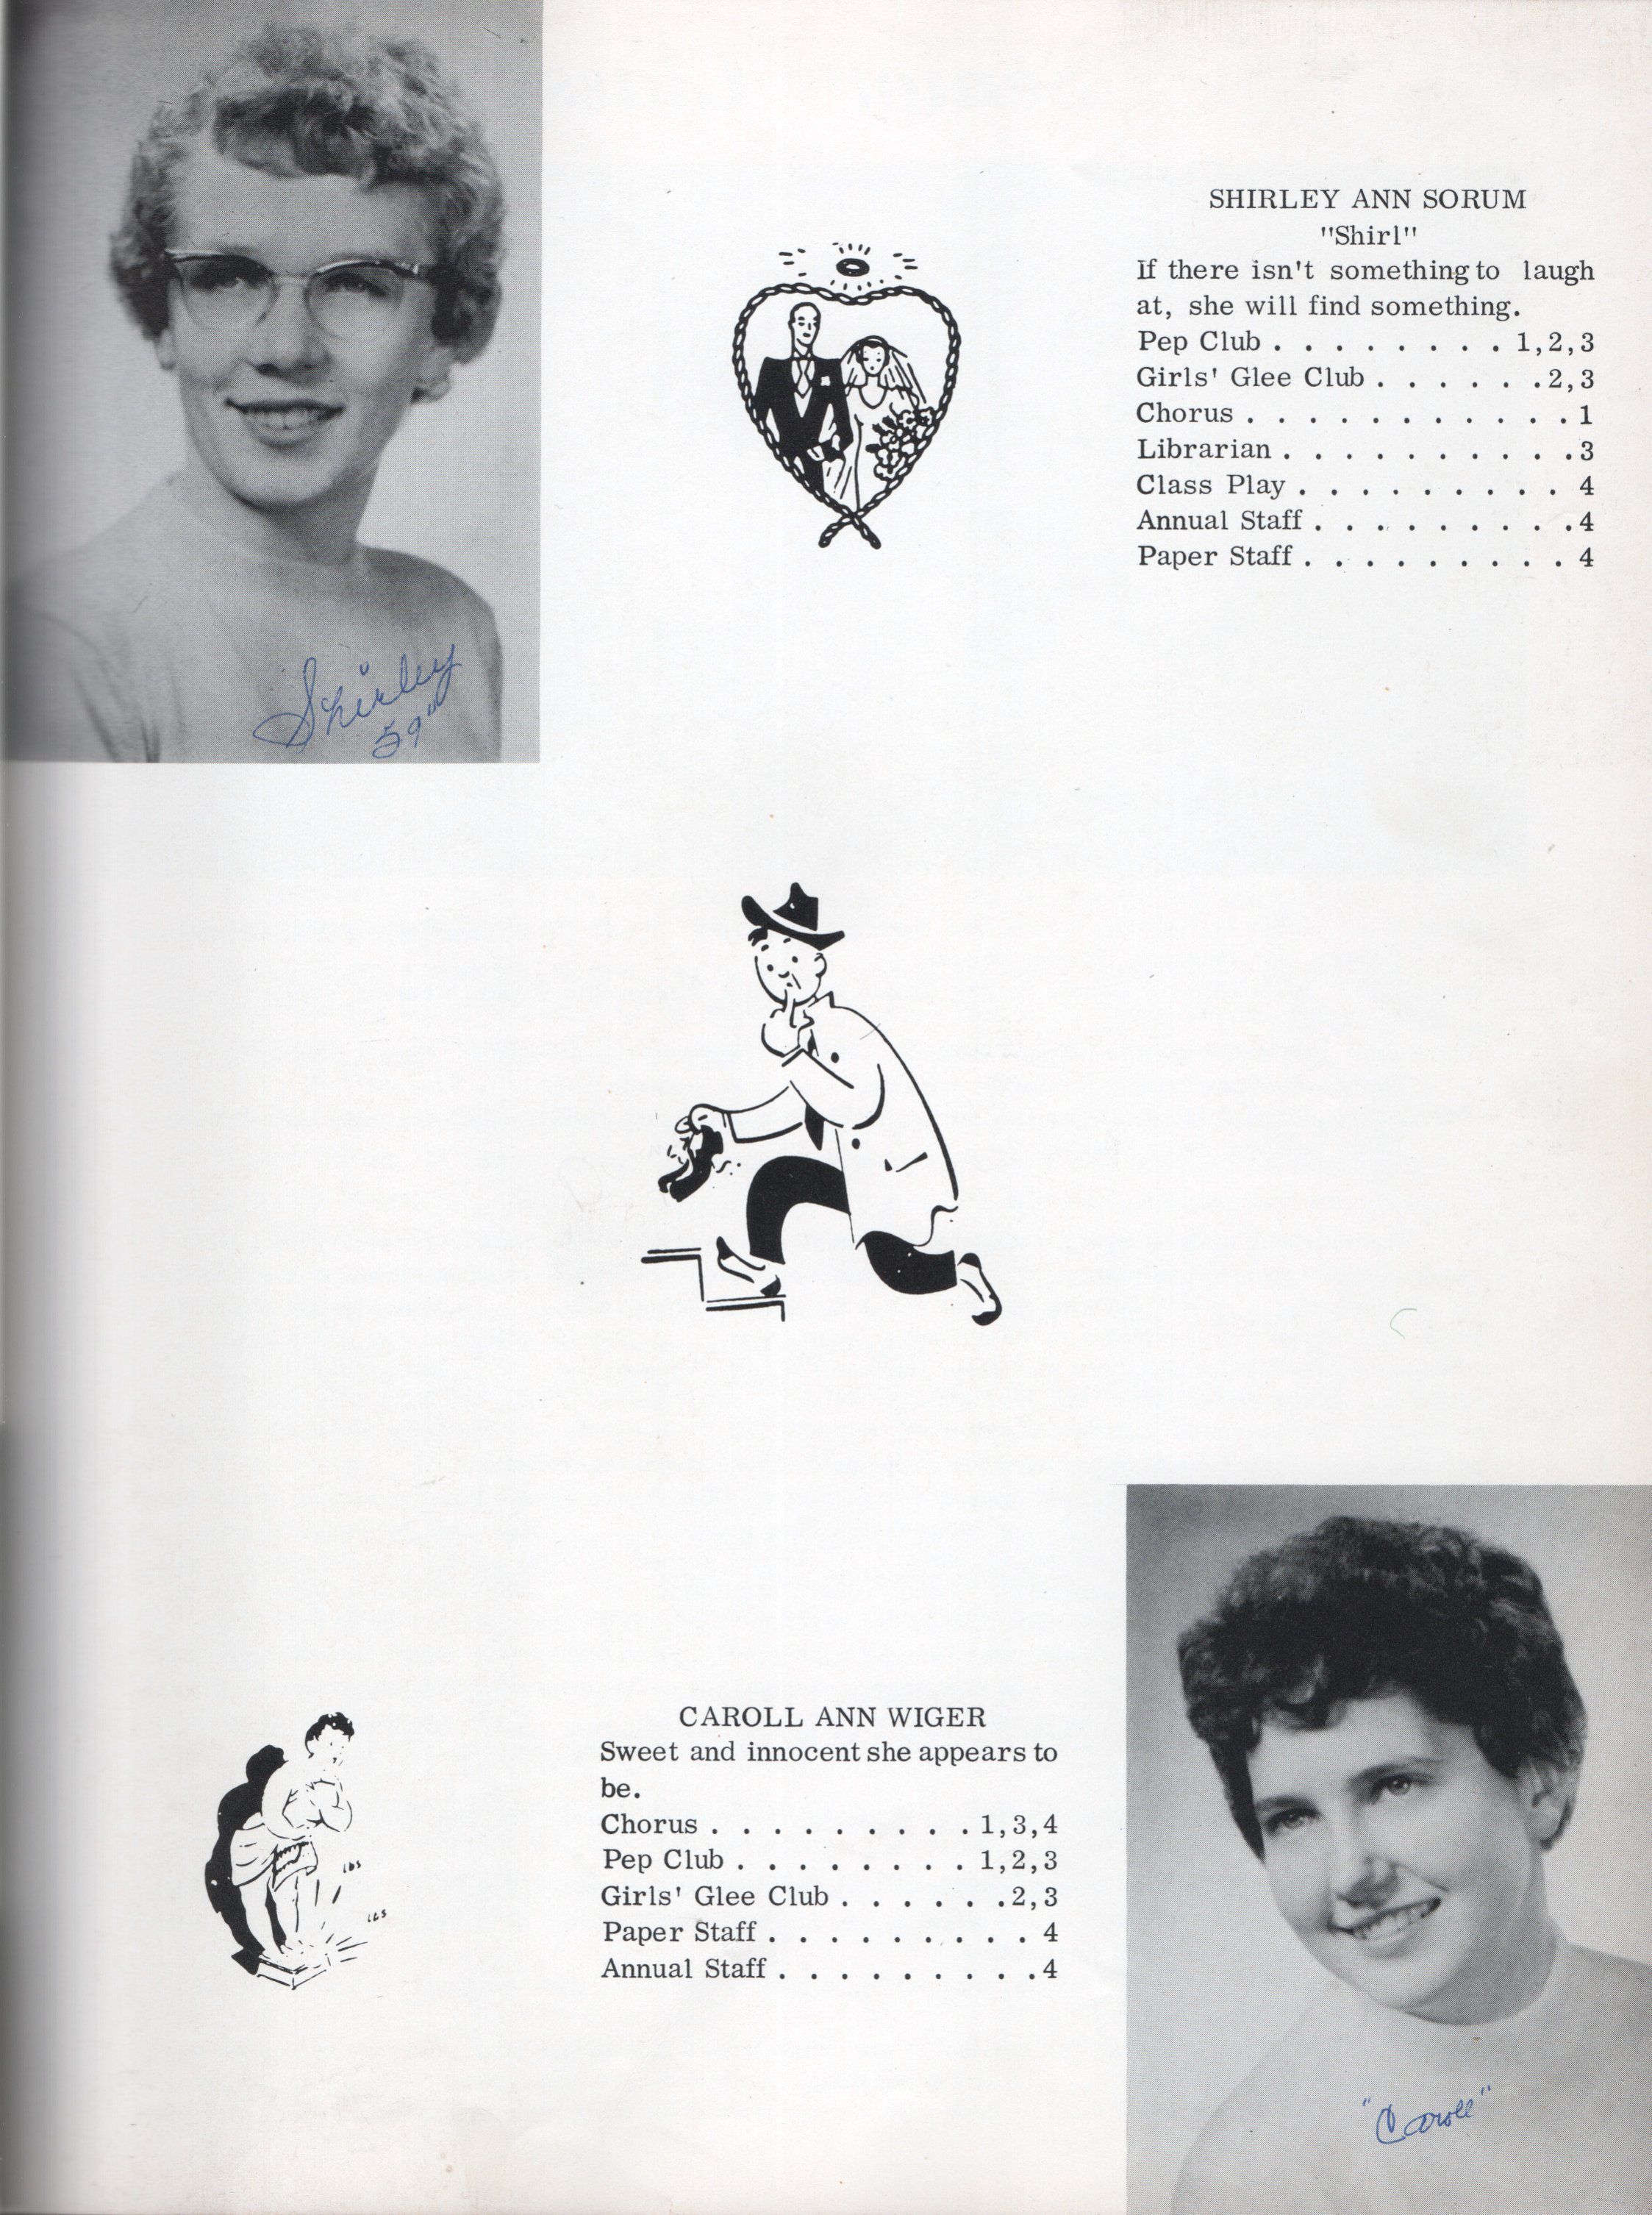 SHIRLEY ANN SORUM
"Shirl"
If there isn't something to laugh
at, she will find something.
Pep Club . . . . . . . . 1,2,3
Girls' Glee Club . . . . . . 2,3
Chorus . . . . . . . . . . . 1
Librarian . . . . . . . . . . 3
Class Play . . . . . . . . . 4
Annual Staff . . . . . . . . . 4
Paper Staff . . . . . . . . . 4
Shirley
59"
CAROLL ANN WIGER
Sweet and innocent she appears to
be.
Chorus . . . . . . . . . 1,3,4
Pep Club . . . . . . . . 1,2,3
Girls' Glee Club . . . . . . 2,3
Paper Staff . . . . . . . . . 4
Annual Staff . . . . . . . . . 4
"Caroll"